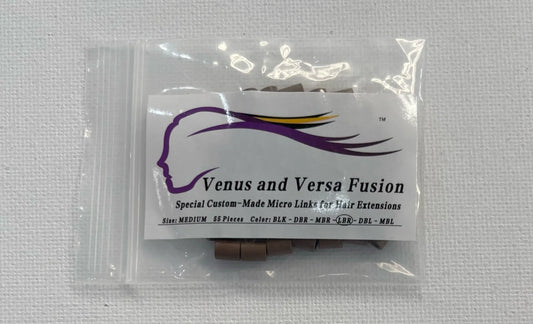 TM
Venus and Versa Fusion
Special Custom-Made Micro Links for Hair Extensions
Size: MEDIUM 55 Pieces Color: BLK - DBR - MBR - LBR - DBL - MBL